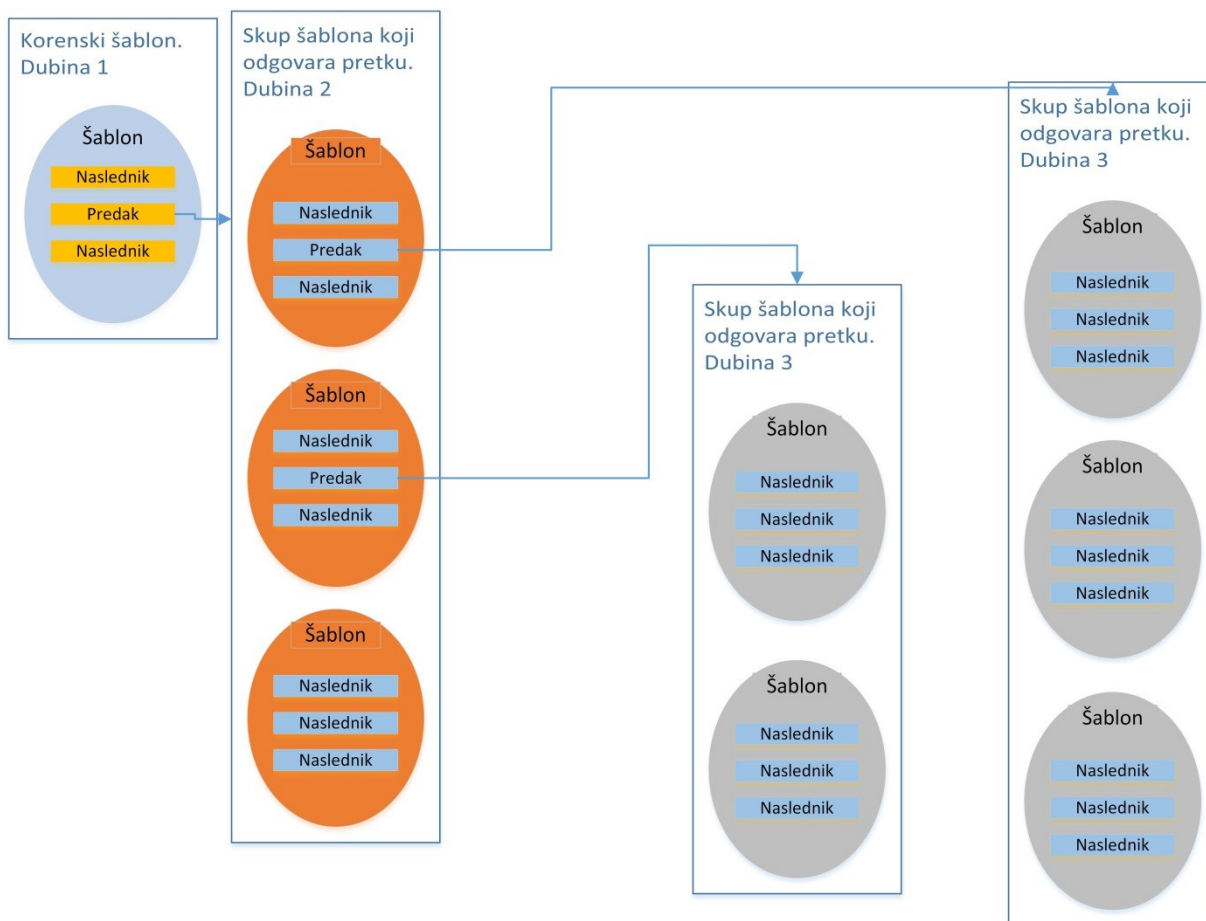 Korenski šablon.
Dubina 1
Šablon
Naslednik
Predak
Naslednik
Skup šablona koji
odgovara pretku.
Dubina 2
Šablon
Naslednik
Predak
Naslednik
Šablon
Naslednik
Predak
Naslednik
Šablon
Naslednik
Naslednik
Naslednik
Skup šablona koji
odgovara pretku.
Dubina 3
Šablon
Naslednik
Naslednik
Naslednik
Šablon
Naslednik
Naslednik
Naslednik
Skup šablona koji
odgovara pretku.
Dubina 3
Šablon
Naslednik
Naslednik
Naslednik
Šablon
Naslednik
Naslednik
Naslednik
Šablon
Naslednik
Naslednik
Naslednik